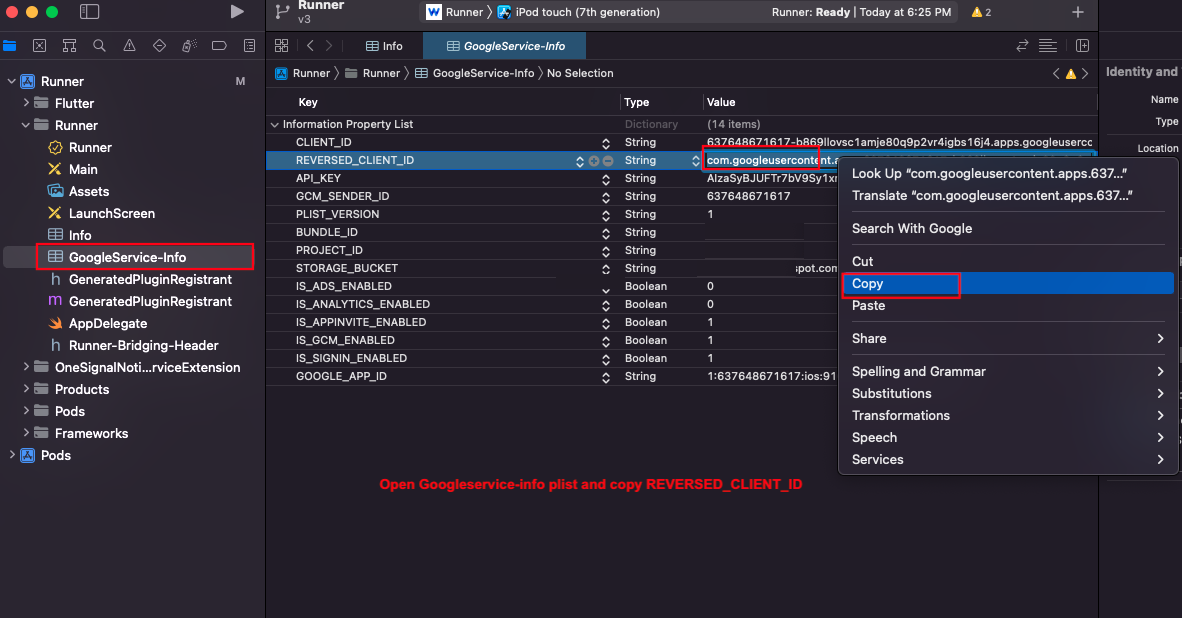 Runner
v3
Runner
iPod touch (7th generation)
Runner: Ready | Today at 6:25 PM
2
Info
GoogleService-Info
Runner
Runner
GoogleService-Info
No Selection
Identity and
Name
Type
Location
Runner
M
Flutter
Runner
Runner
Main
Assets
LaunchScreen
Info
GoogleService-Info
GeneratedPluginRegistrant
GeneratedPluginRegistrant
AppDelegate
Runner-Bridging-Header
OneSignalNoti...rviceExtension
Products
Pods
Frameworks
Pods
Key Type Value
Information Property List Dictionary (14 items)
CLIENT_ID String 637648671617-b869llovsc1amje80q9p2vr4igbs16j4.apps.googleuserco
REVERSED_CLIENT_ID String com.googleusercontent.a
API_KEY String
GCM_SENDER_ID String 637648671617
PLIST_VERSION String 1
BUNDLE_ID String
PROJECT_ID String
STORAGE_BUCKET String spot.com
IS_ADS_ENABLED Boolean 0
IS_ANALYTICS_ENABLED Boolean 0
IS_APPINVITE_ENABLED Boolean 1
IS_GCM_ENABLED Boolean 1
IS_SIGNIN_ENABLED Boolean 1
GOOGLE_APP_ID String 1:637648671617:ios:91
Look Up “com.googleusercontent.apps.637...”
Translate “com.googleusercontent.apps.637...”
Search With Google
Cut
Copy
Paste
Share
Spelling and Grammar
Substitutions
Transformations
Speech
Services
Open Googleservice-info plist and copy REVERSED_CLIENT_ID